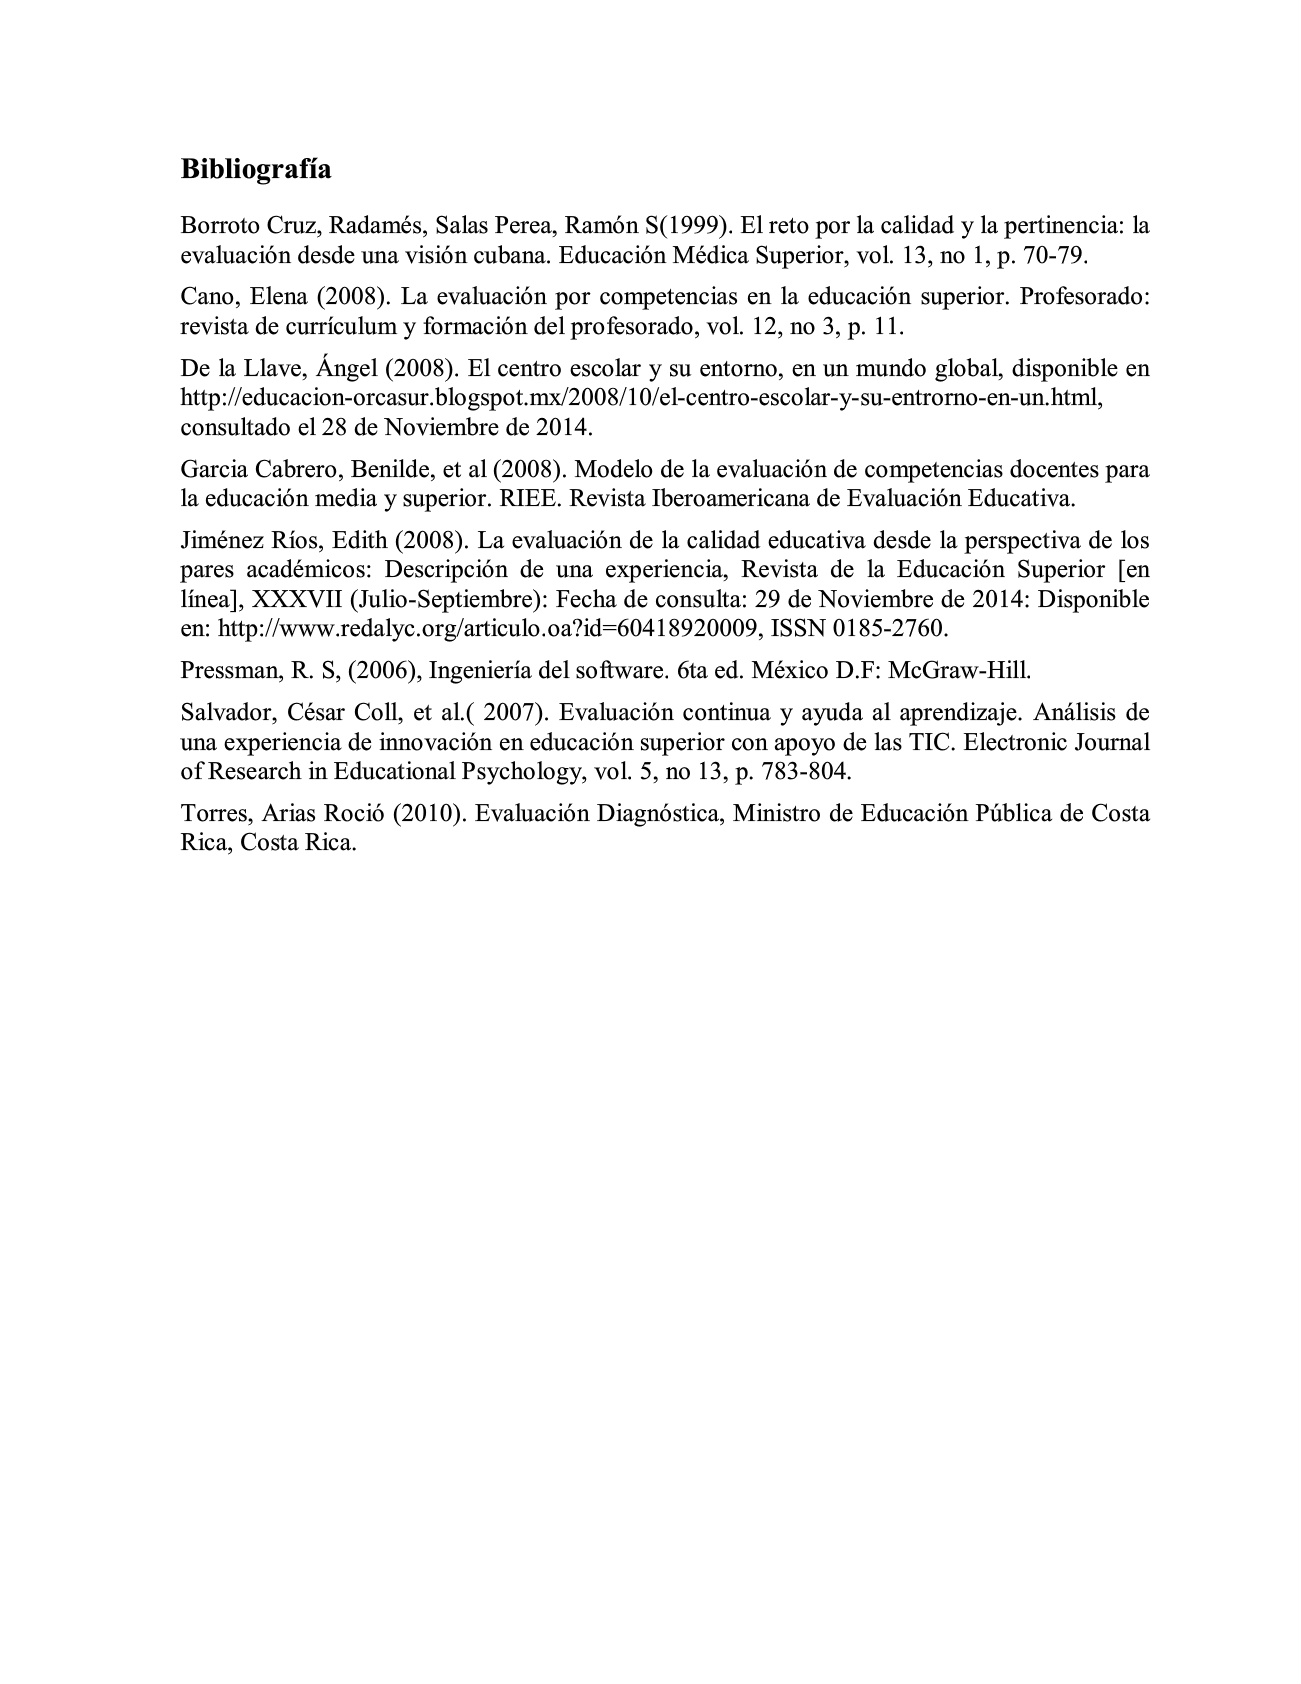 Bibliografía
Borroto Cruz, Radamés, Salas Perea, Ramón S(1999). El reto por la calidad y la pertinencia: la
evaluación desde una visión cubana. Educación Médica Superior, vol. 13, no 1, p. 70-79.
Cano, Elena (2008). La evaluación por competencias en la educación superior. Profesorado:
revista de currículum y formación del profesorado, vol. 12, no 3, p. 11.
De la Llave, Ángel (2008). El centro escolar y su entorno, en un mundo global, disponible en
http://educacion-orcasur.blogspot.mx/2008/10/el-centro-escolar-y-su-entrorno-en-un.html,
consultado el 28 de Noviembre de 2014.
Garcia Cabrero, Benilde, et al (2008). Modelo de la evaluación de competencias docentes para
la educación media y superior. RIEE. Revista Iberoamericana de Evaluación Educativa.
Jiménez Ríos, Edith (2008). La evaluación de la calidad educativa desde la perspectiva de los
pares académicos: Descripción de una experiencia, Revista de la Educación Superior [en
línea], XXXVII (Julio-Septiembre): Fecha de consulta: 29 de Noviembre de 2014: Disponible
en: http://www.redalyc.org/articulo.oa?id=60418920009, ISSN 0185-2760.
Pressman, R. S, (2006), Ingeniería del software. 6ta ed. México D.F: McGraw-Hill.
Salvador, César Coll, et al.( 2007). Evaluación continua y ayuda al aprendizaje. Análisis de
una experiencia de innovación en educación superior con apoyo de las TIC. Electronic Journal
of Research in Educational Psychology, vol. 5, no 13, p. 783-804.
Torres, Arias Roció (2010). Evaluación Diagnóstica, Ministro de Educación Pública de Costa
Rica, Costa Rica.